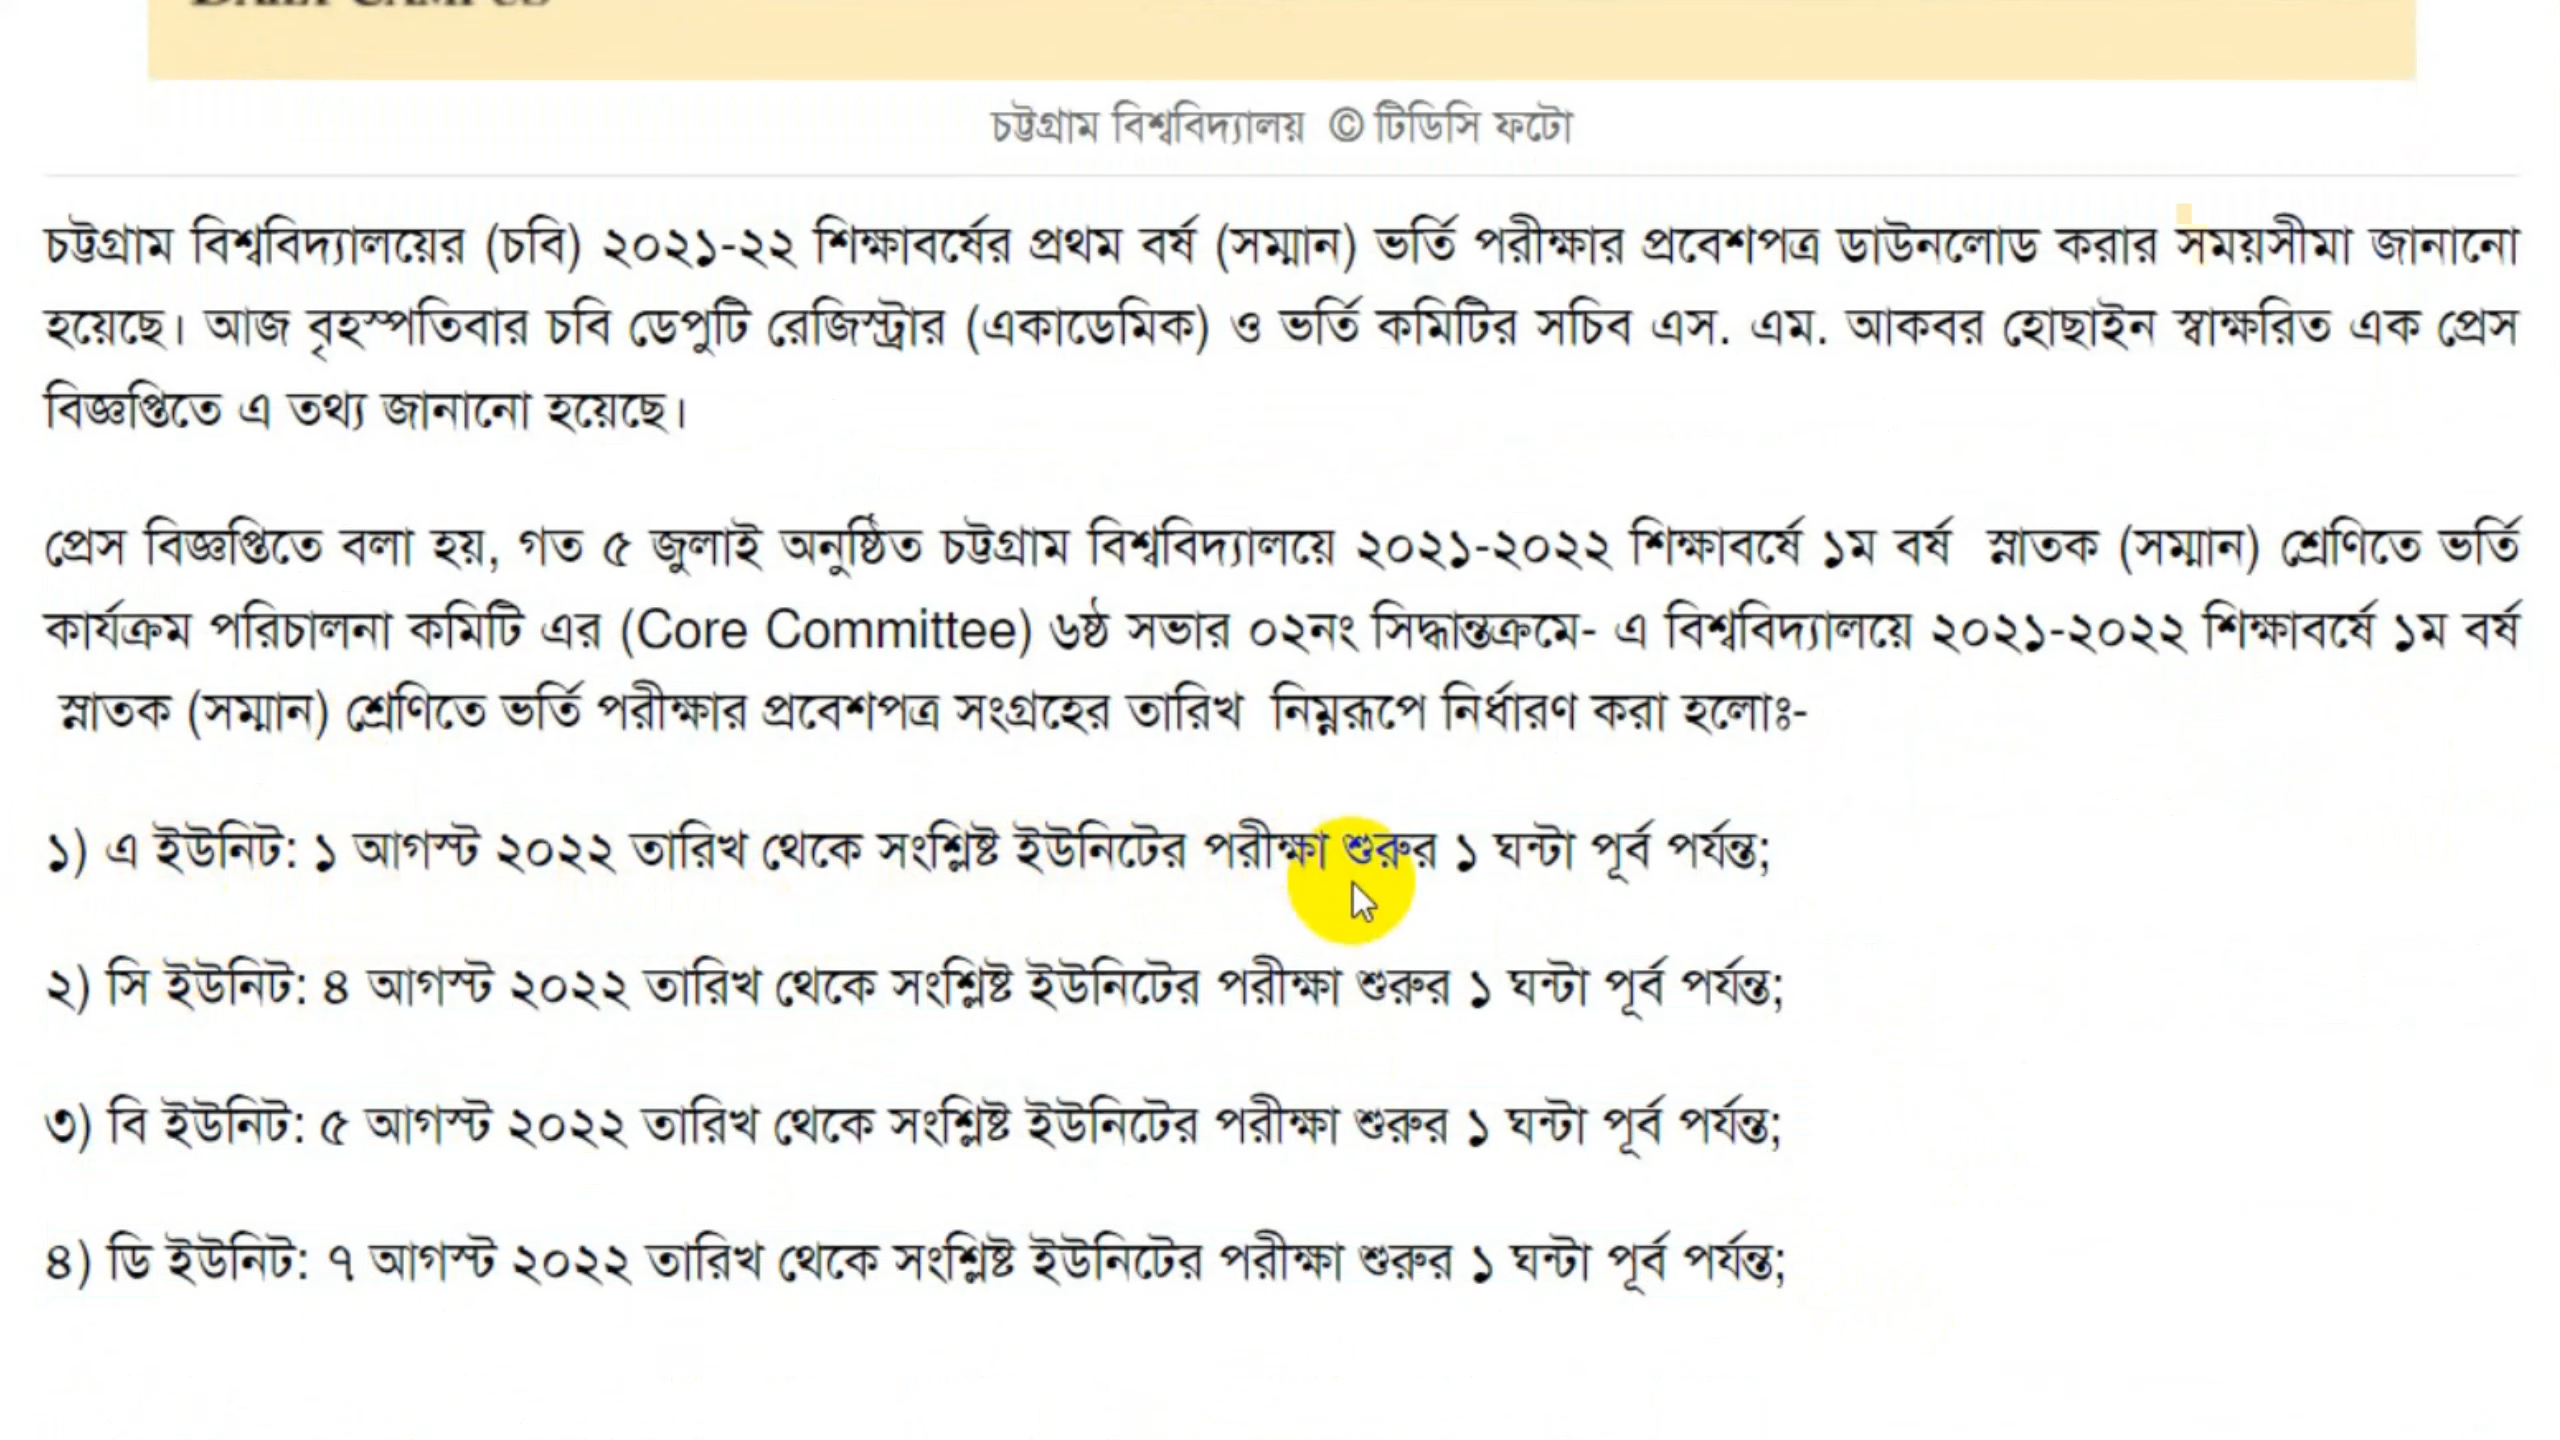 DAILY CAMPUS
চট্টগ্রাম বিশ্ববিদ্যালয় © টিডিসি ফটো
চট্টগ্রাম বিশ্ববিদ্যালয়ের (চবি) ২০২১-২২ শিক্ষাবর্ষের প্রথম বর্ষ (সম্মান) ভর্তি পরীক্ষার প্রবেশপত্র ডাউনলোড করার সময়সীমা জানানো
হয়েছে। আজ বৃহস্পতিবার চবি ডেপুটি রেজিস্ট্রার (একাডেমিক) ও ভর্তি কমিটির সচিব এস. এম. আকবর হোছাইন স্বাক্ষরিত এক প্রেস
বিজ্ঞপ্তিতে এ তথ্য জানানো হয়েছে।
প্রেস বিজ্ঞপ্তিতে বলা হয়, গত ৫ জুলাই অনুষ্ঠিত চট্টগ্রাম বিশ্ববিদ্যালয়ে ২০২১-২০২২ শিক্ষাবর্ষে ১ম বর্ষ স্নাতক (সম্মান) শ্রেণিতে ভর্তি
কার্যক্রম পরিচালনা কমিটি এর (Core Committee) ৬ষ্ঠ সভার ০২নং সিদ্ধান্তক্রমে- এ বিশ্ববিদ্যালয়ে ২০২১-২০২২ শিক্ষাবর্ষে ১ম বর্ষ
স্নাতক (সম্মান) শ্রেণিতে ভর্তি পরীক্ষার প্রবেশপত্র সংগ্রহের তারিখ নিম্নরূপে নির্ধারণ করা হলোঃ-
১) এ ইউনিট: ১ আগস্ট ২০২২ তারিখ থেকে সংশ্লিষ্ট ইউনিটের পরীক্ষা শুরুর ১ ঘন্টা পূর্ব পর্যন্ত;
২) সি ইউনিট: ৪ আগস্ট ২০২২ তারিখ থেকে সংশ্লিষ্ট ইউনিটের পরীক্ষা শুরুর ১ ঘন্টা পূর্ব পর্যন্ত;
৩) বি ইউনিট: ৫ আগস্ট ২০২২ তারিখ থেকে সংশ্লিষ্ট ইউনিটের পরীক্ষা শুরুর ১ ঘন্টা পূর্ব পর্যন্ত;
৪) ডি ইউনিট: ৭ আগস্ট ২০২২ তারিখ থেকে সংশ্লিষ্ট ইউনিটের পরীক্ষা শুরুর ১ ঘন্টা পূর্ব পর্যন্ত;